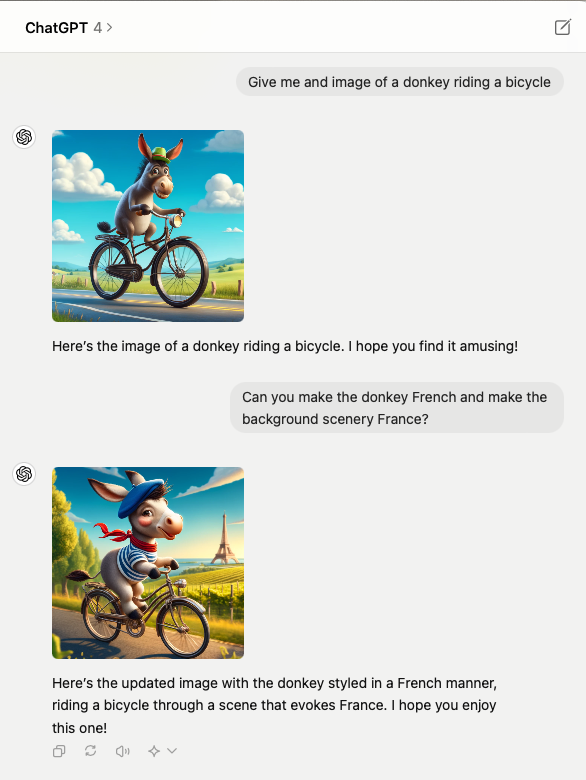 ChatGPT 4 >
Give me and image of a donkey riding a bicycle
Here's the image of a donkey riding a bicycle. I hope you find it amusing!
Can you make the donkey French and make the
background scenery France?
Here's the updated image with the donkey styled in a French manner,
riding a bicycle through a scene that evokes France. I hope you enjoy
this one!